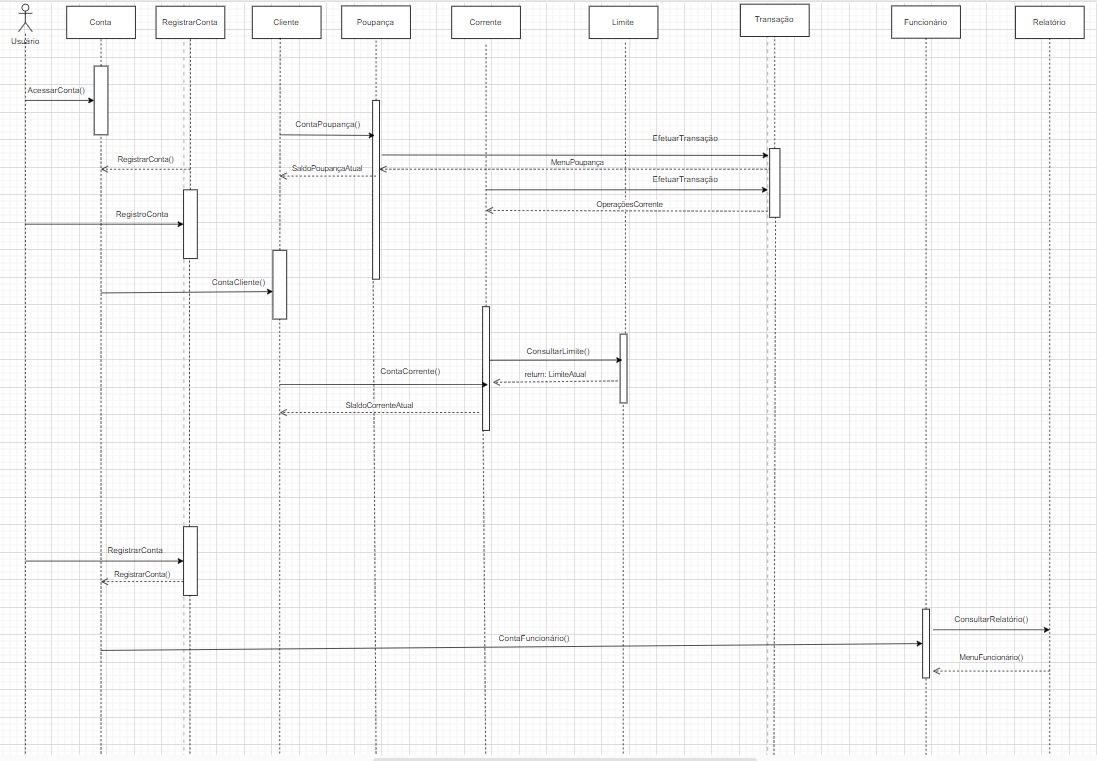 Conta
RegistrarConta
Cliente
Poupança
Corrente
Limite
Transação
Funcionário
Relatório
Usuário
AcessarConta()
ContaPoupança()
EfetuarTransação
RegistrarConta()
MenuPoupança
SaldoPoupançaAtual
EfetuarTransação
OperaçõesCorrente
RegistroConta
ContaCliente()
ConsultarLimite()
ContaCorrente()
return: LimiteAtual
SlaldoCorrenteAtual
RegistrarConta
RegistrarConta()
ConsultarRelatório()
ContaFuncionário()
MenuFuncionário()